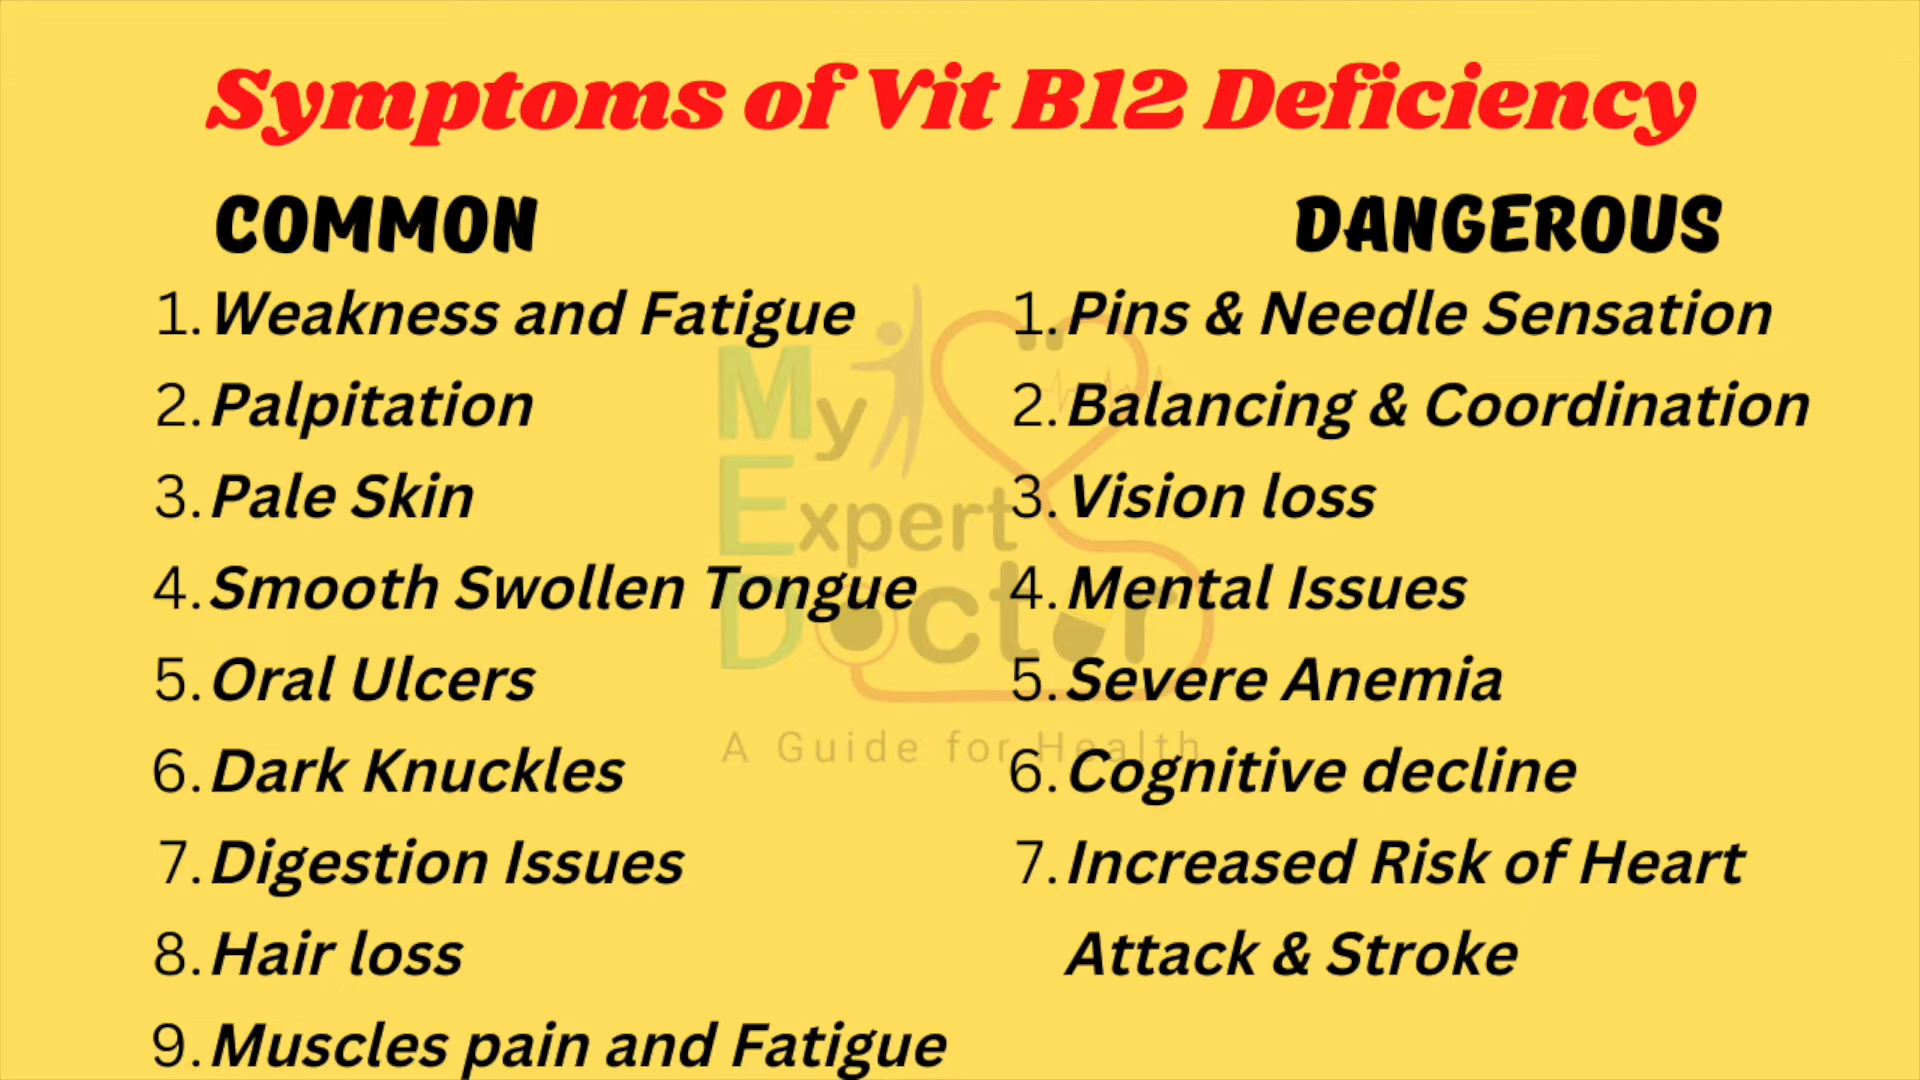 Symptoms of Vit B12 Deficiency
COMMON
1. Weakness and Fatigue
2. Palpitation
3. Pale Skin
4. Smooth Swollen Tongue
5. Oral Ulcers
6. Dark Knuckles
7. Digestion Issues
8. Hair loss
9. Muscles pain and Fatigue
DANGEROUS
1. Pins & Needle Sensation
2. Balancing & Coordination
3. Vision loss
4. Mental Issues
5. Severe Anemia
6. Cognitive decline
7. Increased Risk of Heart
Attack & Stroke
My
Expert
Doctor
A Guide for Health